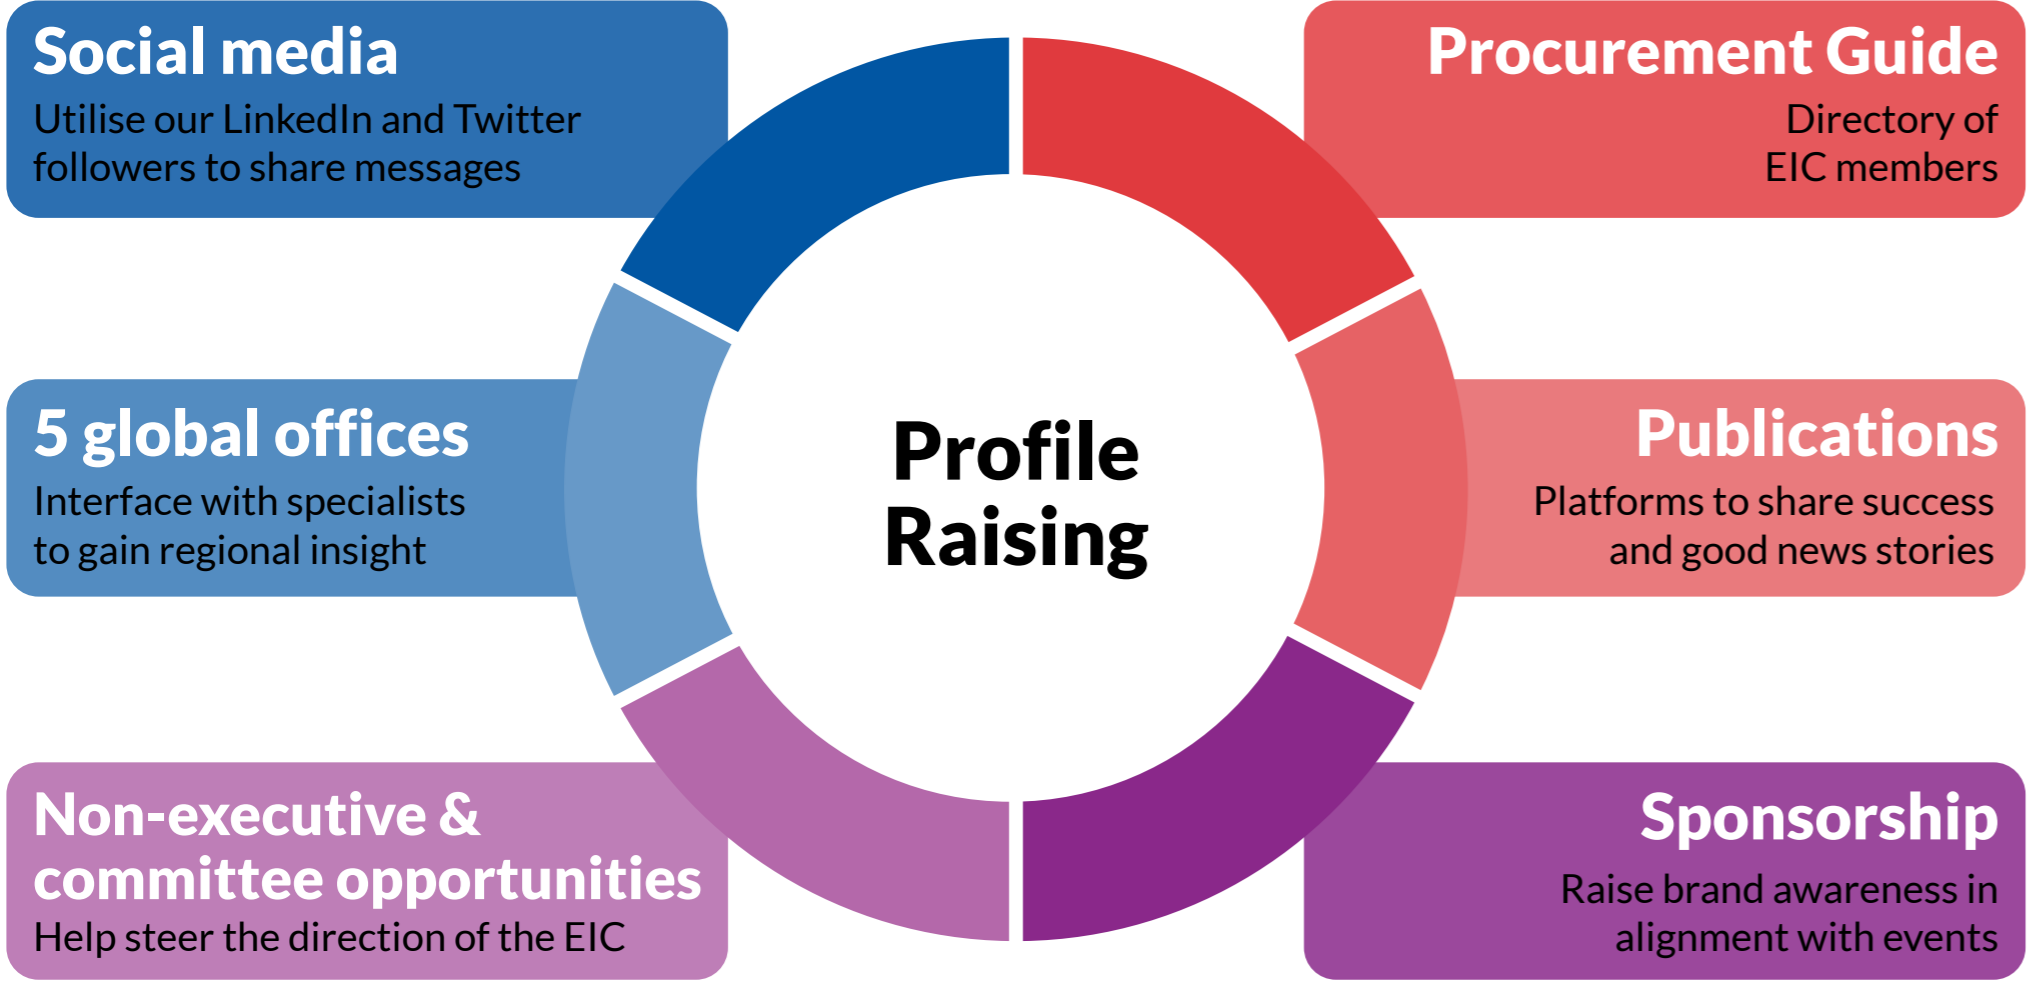 Social media
Utilise our LinkedIn and Twitter
followers to share messages
Procurement Guide
Directory of
EIC members
5 global offices
Interface with specialists
to gain regional insight
Profile
Raising
Publications
Platforms to share success
and good news stories
Non-executive &
committee opportunities
Help steer the direction of the EIC
Sponsorship
Raise brand awareness in
alignment with events